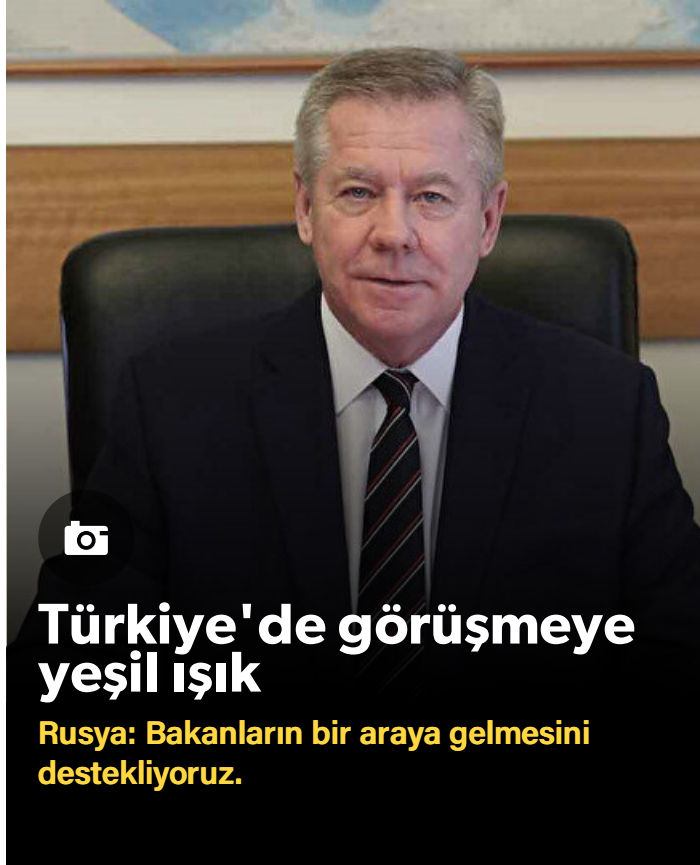 Türkiye'de görüşmeye
yeşil ışık
Rusya: Bakanların bir araya gelmesini
destekliyoruz.